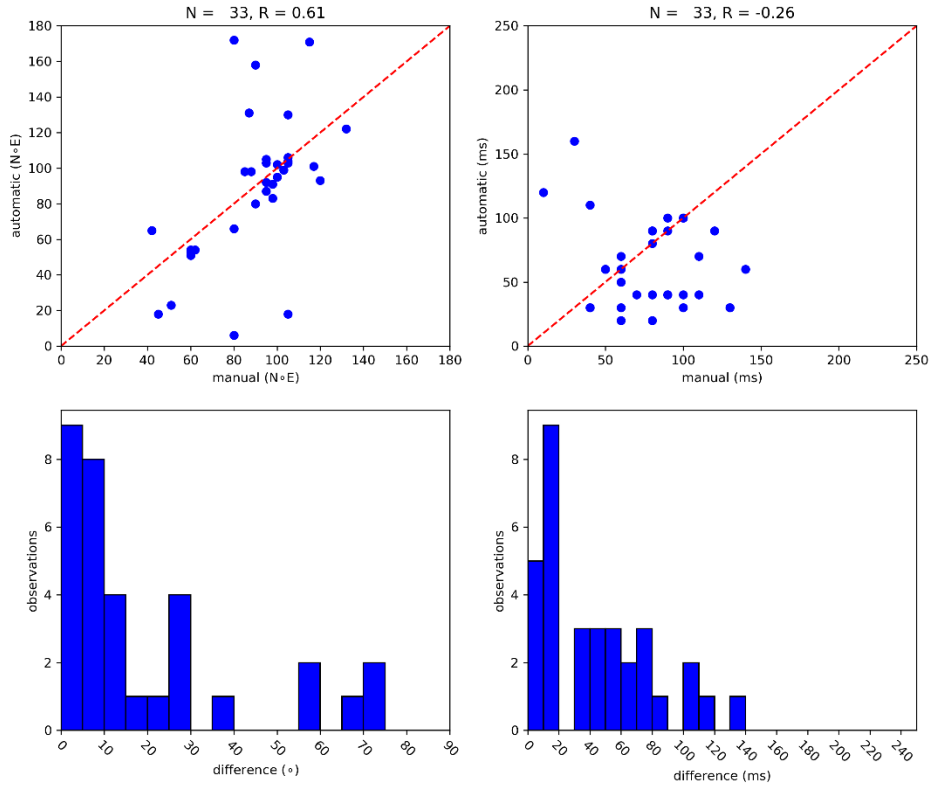 N =   33, R = 0.61
180
160
140
120
100
80
60
40
20
0
automatic (N∘E)
0 20 40 60 80 100 120 140 160 180
manual (N∘E)
N =   33, R = -0.26
250
200
150
100
50
0
automatic (ms)
0 50 100 150 200 250
manual (ms)
8
6
4
2
0
observations
0 10 20 30 40 50 60 70 80 90
difference (∘)
8
6
4
2
0
observations
0 20 40 60 80 100 120 140 160 180 200 220 240
difference (ms)